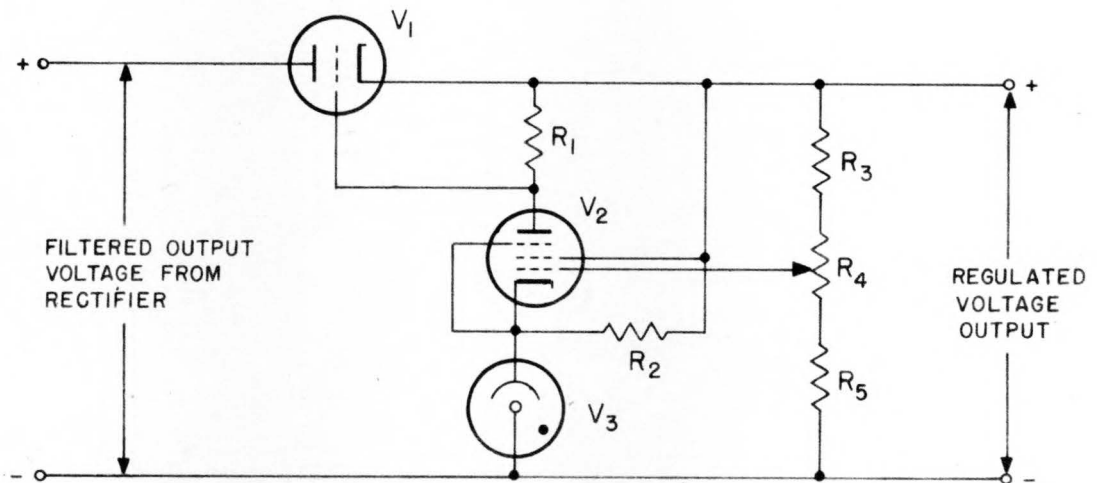 V1
+
+
R1
R3
V2
FILTERED OUTPUT
VOLTAGE FROM
RECTIFIER
R4
REGULATED
VOLTAGE
OUTPUT
R2
R5
V3
-
-